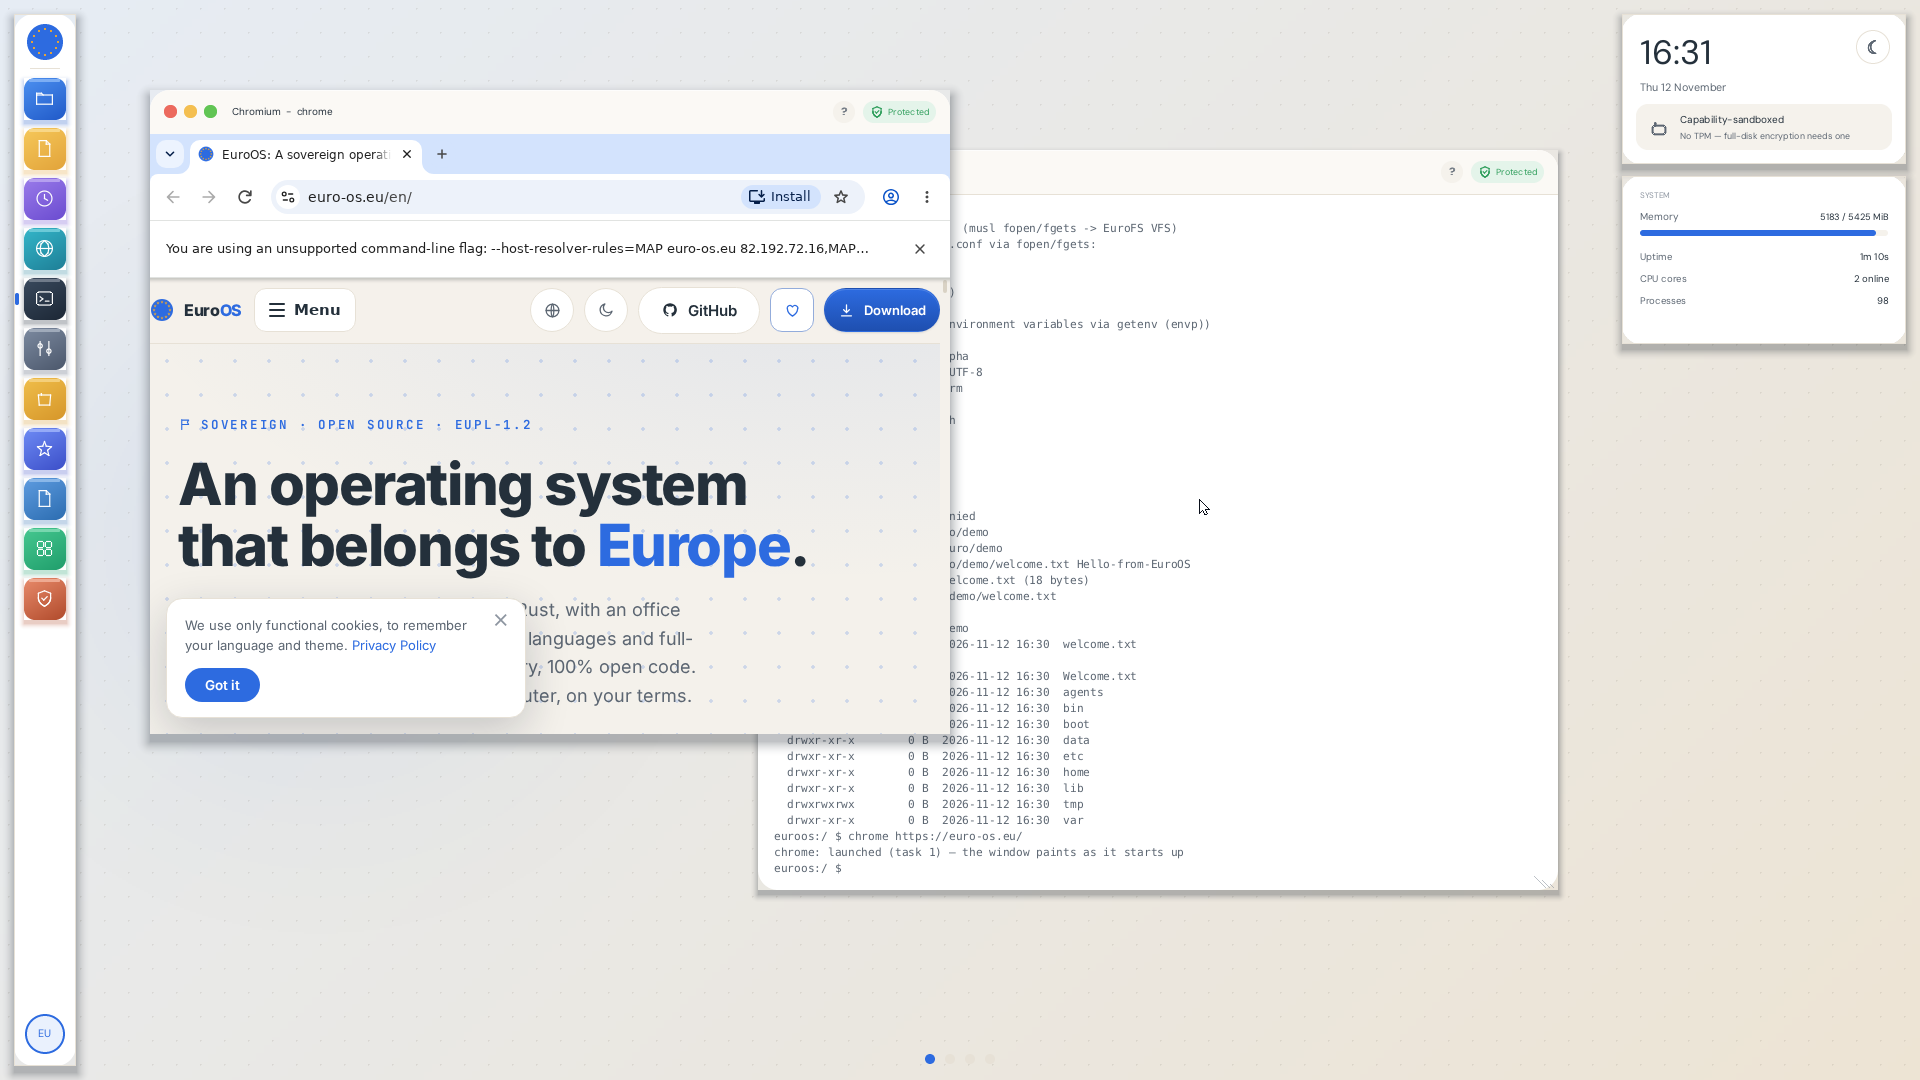 Chromium - chrome
?
Protected
EuroOS: A sovereign operati
euro-os.eu/en/
Install
You are using an unsupported command-line flag: --host-resolver-rules=MAP euro-os.eu 82.192.72.16,MAP...
EuroOS
Menu
GitHub
Download
SOVEREIGN · OPEN SOURCE · EUPL-1.2
An operating system
that belongs to Europe.
Rust, with an office
languages and full-
ry, 100% open code.
uter, on your terms.
We use only functional cookies, to remember
your language and theme. Privacy Policy
Got it
?
Protected
(musl fopen/fgets -> EuroFS VFS)
.conf via fopen/fgets:
)
nvironment variables via getenv (envp))
pha
UTF-8
rm
h
nied
o/demo
uro/demo
o/demo/welcome.txt Hello-from-EuroOS
elcome.txt (18 bytes)
demo/welcome.txt
emo
026-11-12 16:30 welcome.txt
026-11-12 16:30 Welcome.txt
026-11-12 16:30 agents
026-11-12 16:30 bin
026-11-12 16:30 boot
drwxr-xr-x 0 B 2026-11-12 16:30 data
drwxr-xr-x 0 B 2026-11-12 16:30 etc
drwxr-xr-x 0 B 2026-11-12 16:30 home
drwxr-xr-x 0 B 2026-11-12 16:30 lib
drwxrwxrwx 0 B 2026-11-12 16:30 tmp
drwxr-xr-x 0 B 2026-11-12 16:30 var
euroos:/ $ chrome https://euro-os.eu/
chrome: launched (task 1) — the window paints as it starts up
euroos:/ $
16:31
Thu 12 November
Capability-sandboxed
No TPM — full-disk encryption needs one
SYSTEM
Memory 5183 / 5425 MiB
Uptime 1m 10s
CPU cores 2 online
Processes 98
EU